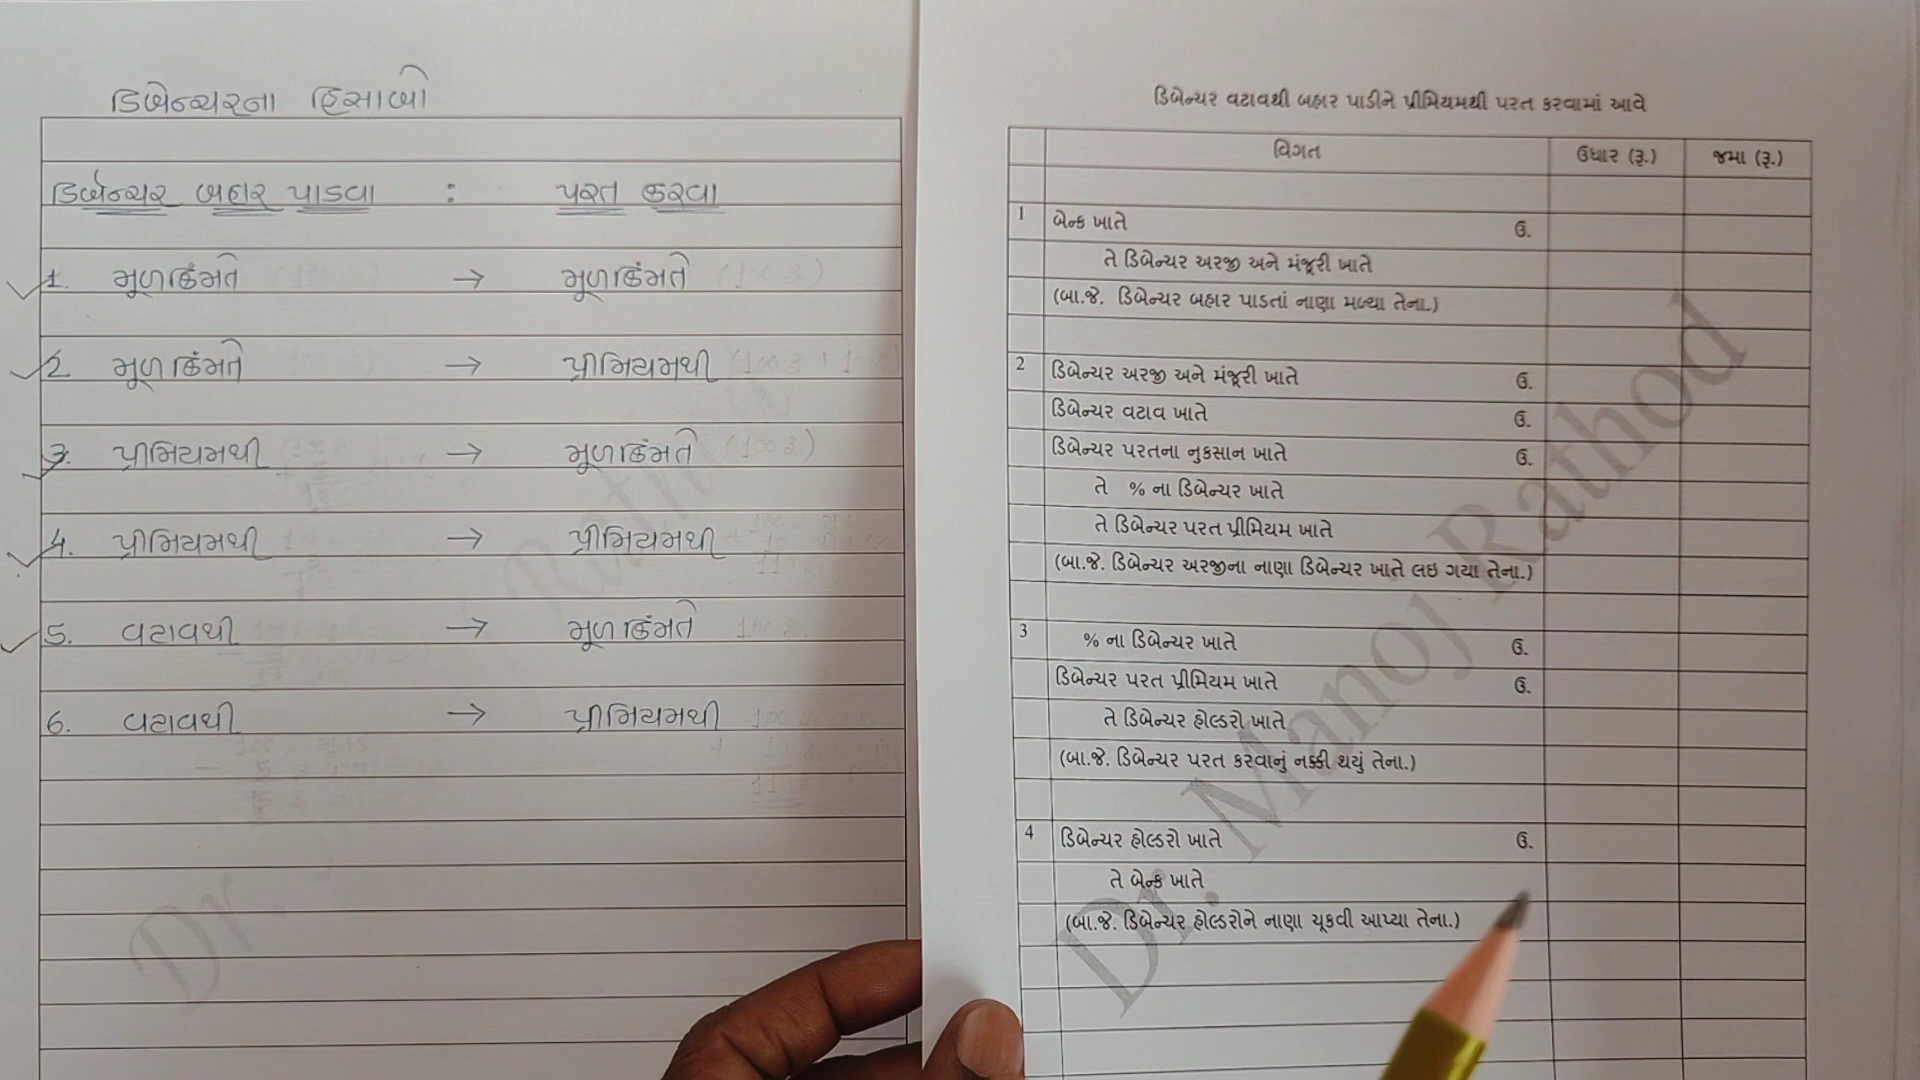 ડિબેન્ચરના હિસાબો
ડિબેન્ચર બહાર પાડવા : પરત કરવા
1. મૂળકિંમતે → મૂળકિંમતે
2. મૂળકિંમતે → પ્રીમિયમથી
3. પ્રીમિયમથી → મૂળકિંમતે
4. પ્રીમિયમથી → પ્રીમિયમથી
5. વટાવથી → મૂળકિંમતે
6. વટાવથી → પ્રીમિયમથી
ડિબેન્ચર વટાવથી બહાર પાડીને પ્રીમિયમથી પરત કરવામાં આવે
વિગત ઉધાર (રૂ.) જમા (રૂ.)
1 બેન્ક ખાતે ઉ.
તે ડિબેન્ચર અરજી અને મંજૂરી ખાતે
(બા.જે. ડિબેન્ચર બહાર પાડતાં નાણા મળ્યા તેના.)
2 ડિબેન્ચર અરજી અને મંજૂરી ખાતે ઉ.
ડિબેન્ચર વટાવ ખાતે ઉ.
ડિબેન્ચર પરતના નુકસાન ખાતે ઉ.
તે % ના ડિબેન્ચર ખાતે
તે ડિબેન્ચર પરત પ્રીમિયમ ખાતે
(બા.જે. ડિબેન્ચર અરજીના નાણા ડિબેન્ચર ખાતે લઇ ગયા તેના.)
3 % ના ડિબેન્ચર ખાતે ઉ.
ડિબેન્ચર પરત પ્રીમિયમ ખાતે ઉ.
તે ડિબેન્ચર હોલ્ડરો ખાતે
(બા.જે. ડિબેન્ચર પરત કરવાનું નક્કી થયું તેના.)
4 ડિબેન્ચર હોલ્ડરો ખાતે ઉ.
તે બેન્ક ખાતે
(બા.જે. ડિબેન્ચર હોલ્ડરોને નાણા ચૂકવી આપ્યા તેના.)
Dr. Manoj Rathod